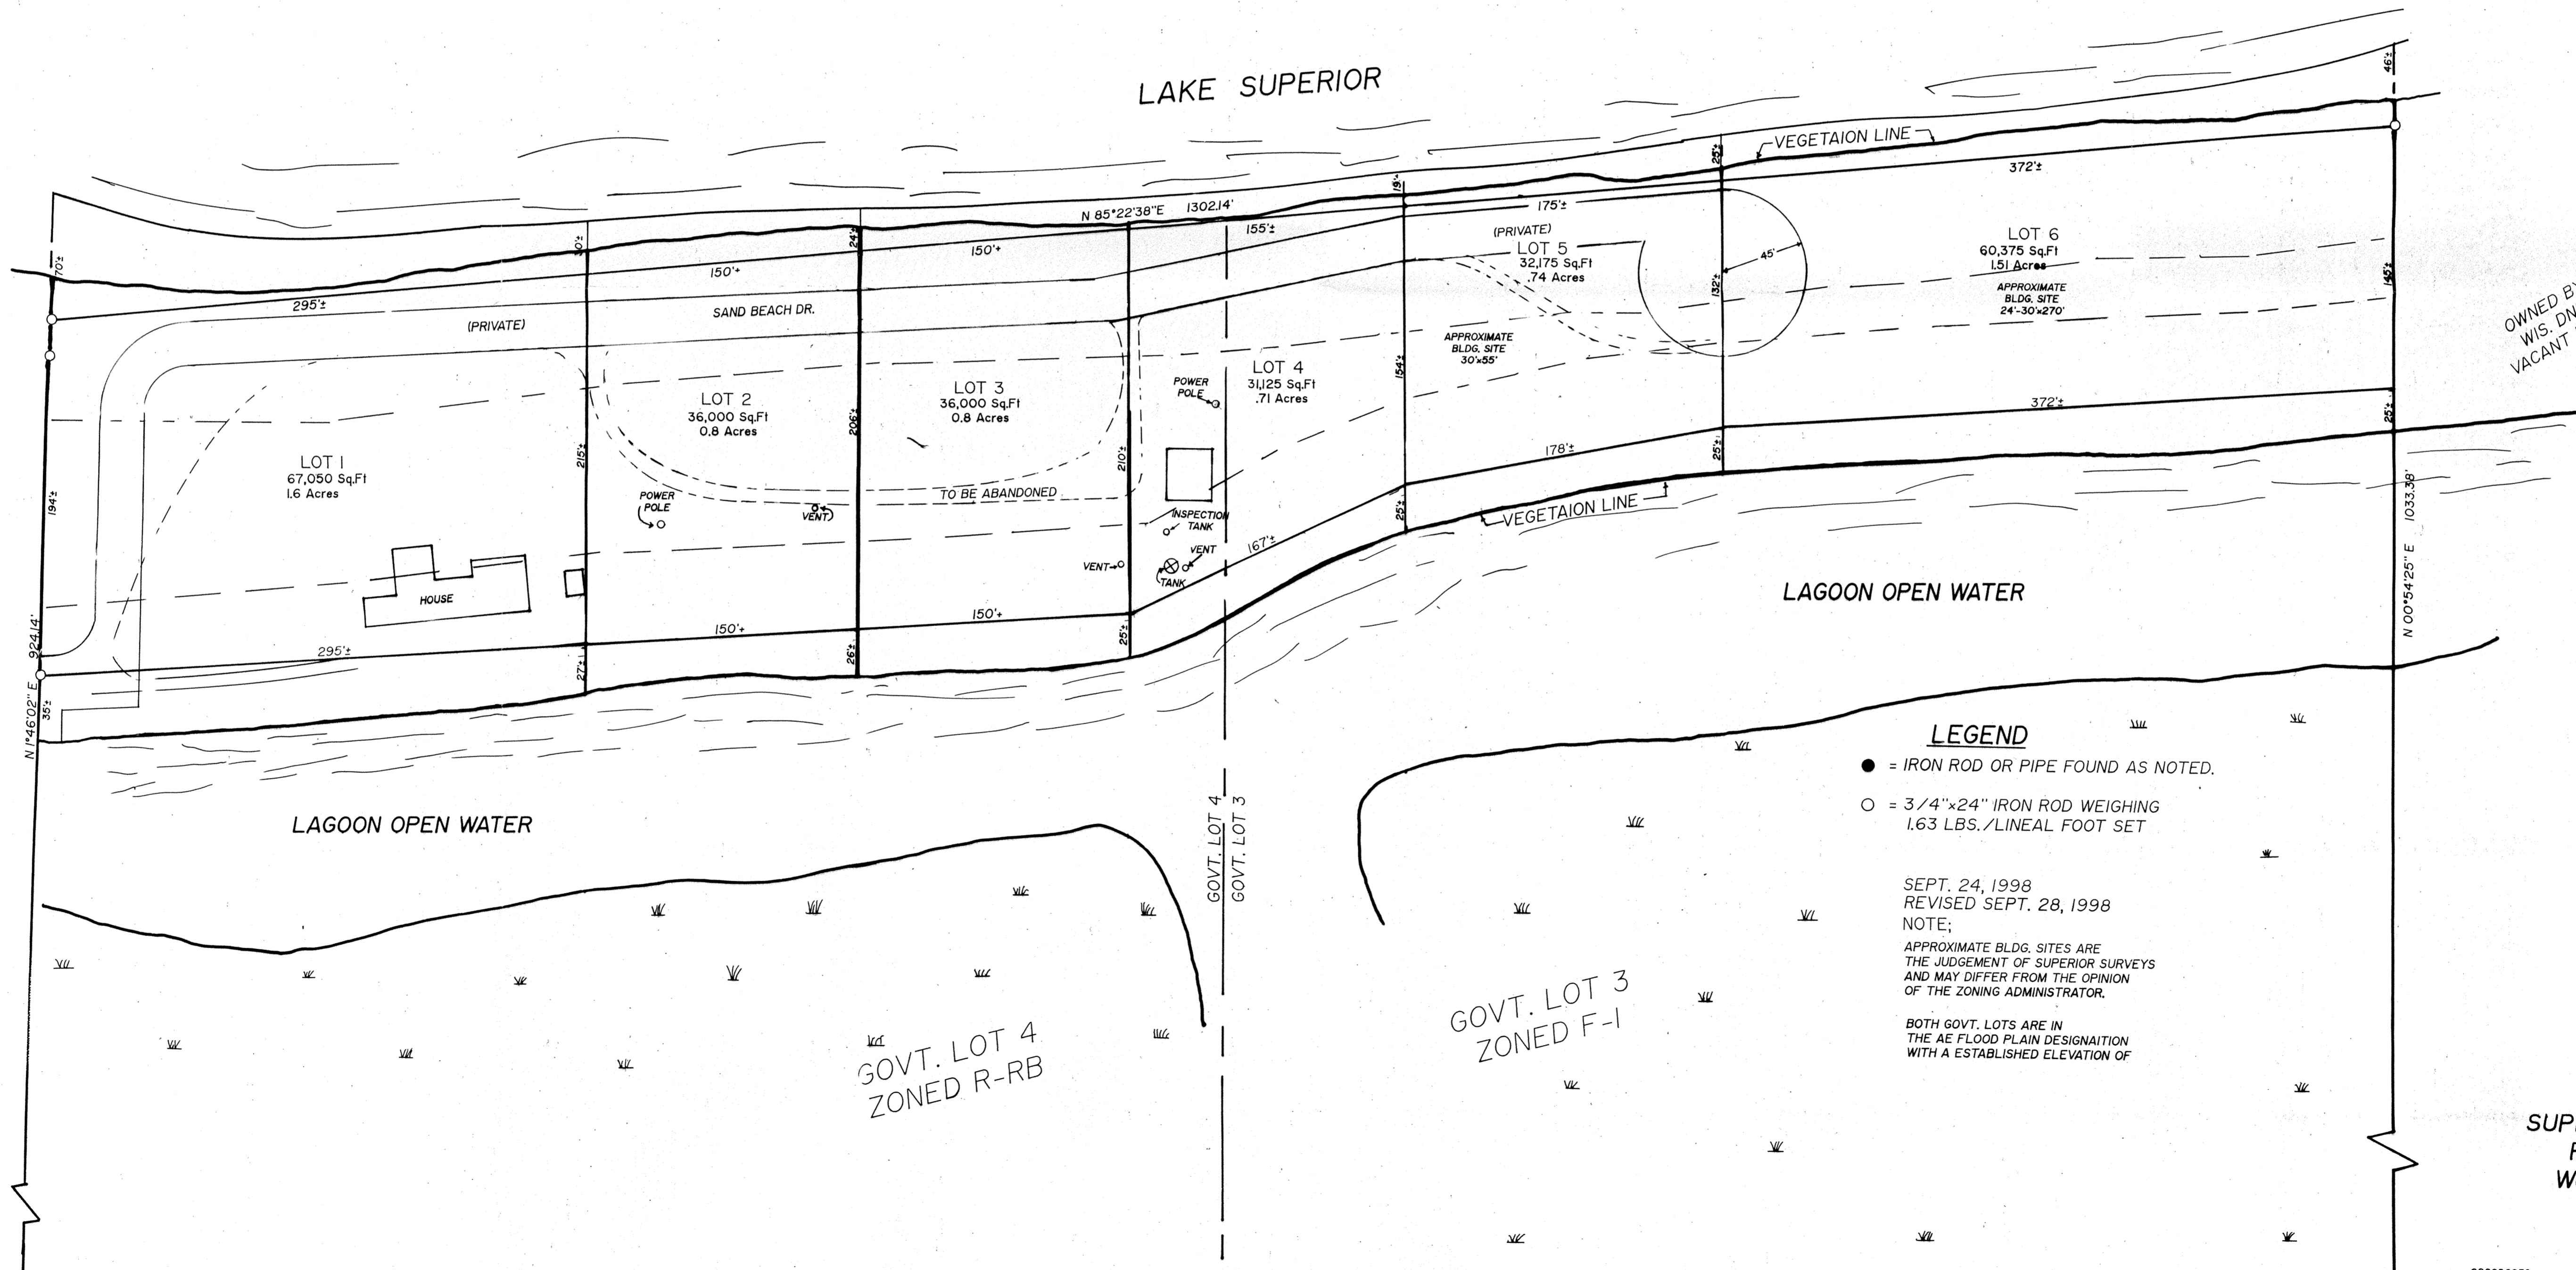 LAKE SUPERIOR
46'±
VEGETAION LINE
25'±
372'±
19'±
N 85°22'38"E 1302.14'
175'±
155'±
(PRIVATE)
LOT 5
32,175 Sq.Ft
.74 Acres
45'
132'±
LOT 6
60,375 Sq.Ft
1.51 Acres
APPROXIMATE
BLDG. SITE
24'-30'x270'
145'±
OWNED B
WIS. DN
VACANT
70'±
30'±
24'±
150'±
150'±
295'±
(PRIVATE)
SAND BEACH DR.
APPROXIMATE
BLDG. SITE
30'x55'
154'±
LOT 4
31,125 Sq.Ft
.71 Acres
POWER
POLE
LOT 3
36,000 Sq.Ft
0.8 Acres
LOT 2
36,000 Sq.Ft
0.8 Acres
206'±
215'±
210'±
LOT 1
67,050 Sq.Ft
1.6 Acres
194'±
372'±
25'±
178'±
25'±
25'±
VEGETAION LINE
TO BE ABANDONED
POWER
POLE
VENT
INSPECTION
TANK
VENT
VENT
TANK
167'±
HOUSE
150'±
150'±
295'±
25'±
26'±
27'±
35'±
N 1°46'02" E 924.14'
N 00°54'25" E 1033.38'
LAGOON OPEN WATER
LAGOON OPEN WATER
GOVT. LOT 4
GOVT. LOT 3
LEGEND
● = IRON ROD OR PIPE FOUND AS NOTED.
○ = 3/4"x24" IRON ROD WEIGHING
1.63 LBS./LINEAL FOOT SET
SEPT. 24, 1998
REVISED SEPT. 28, 1998
NOTE;
APPROXIMATE BLDG. SITES ARE
THE JUDGEMENT OF SUPERIOR SURVEYS
AND MAY DIFFER FROM THE OPINION
OF THE ZONING ADMINISTRATOR.
BOTH GOVT. LOTS ARE IN
THE AE FLOOD PLAIN DESIGNAITION
WITH A ESTABLISHED ELEVATION OF
GOVT. LOT 4
ZONED R-RB
GOVT. LOT 3
ZONED F-1
SUP
W